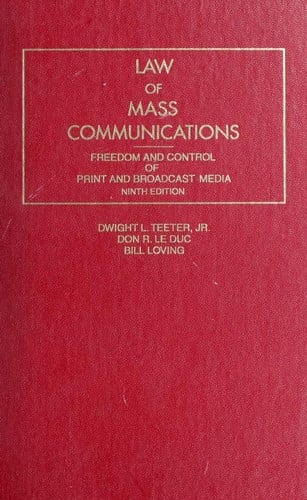 LAW
OF
MASS
COMMUNICATIONS
FREEDOM AND CONTROL
OF
PRINT AND BROADCAST MEDIA
NINTH EDITION
DWIGHT L. TEETER, JR.
DON R. LE DUC
BILL LOVING